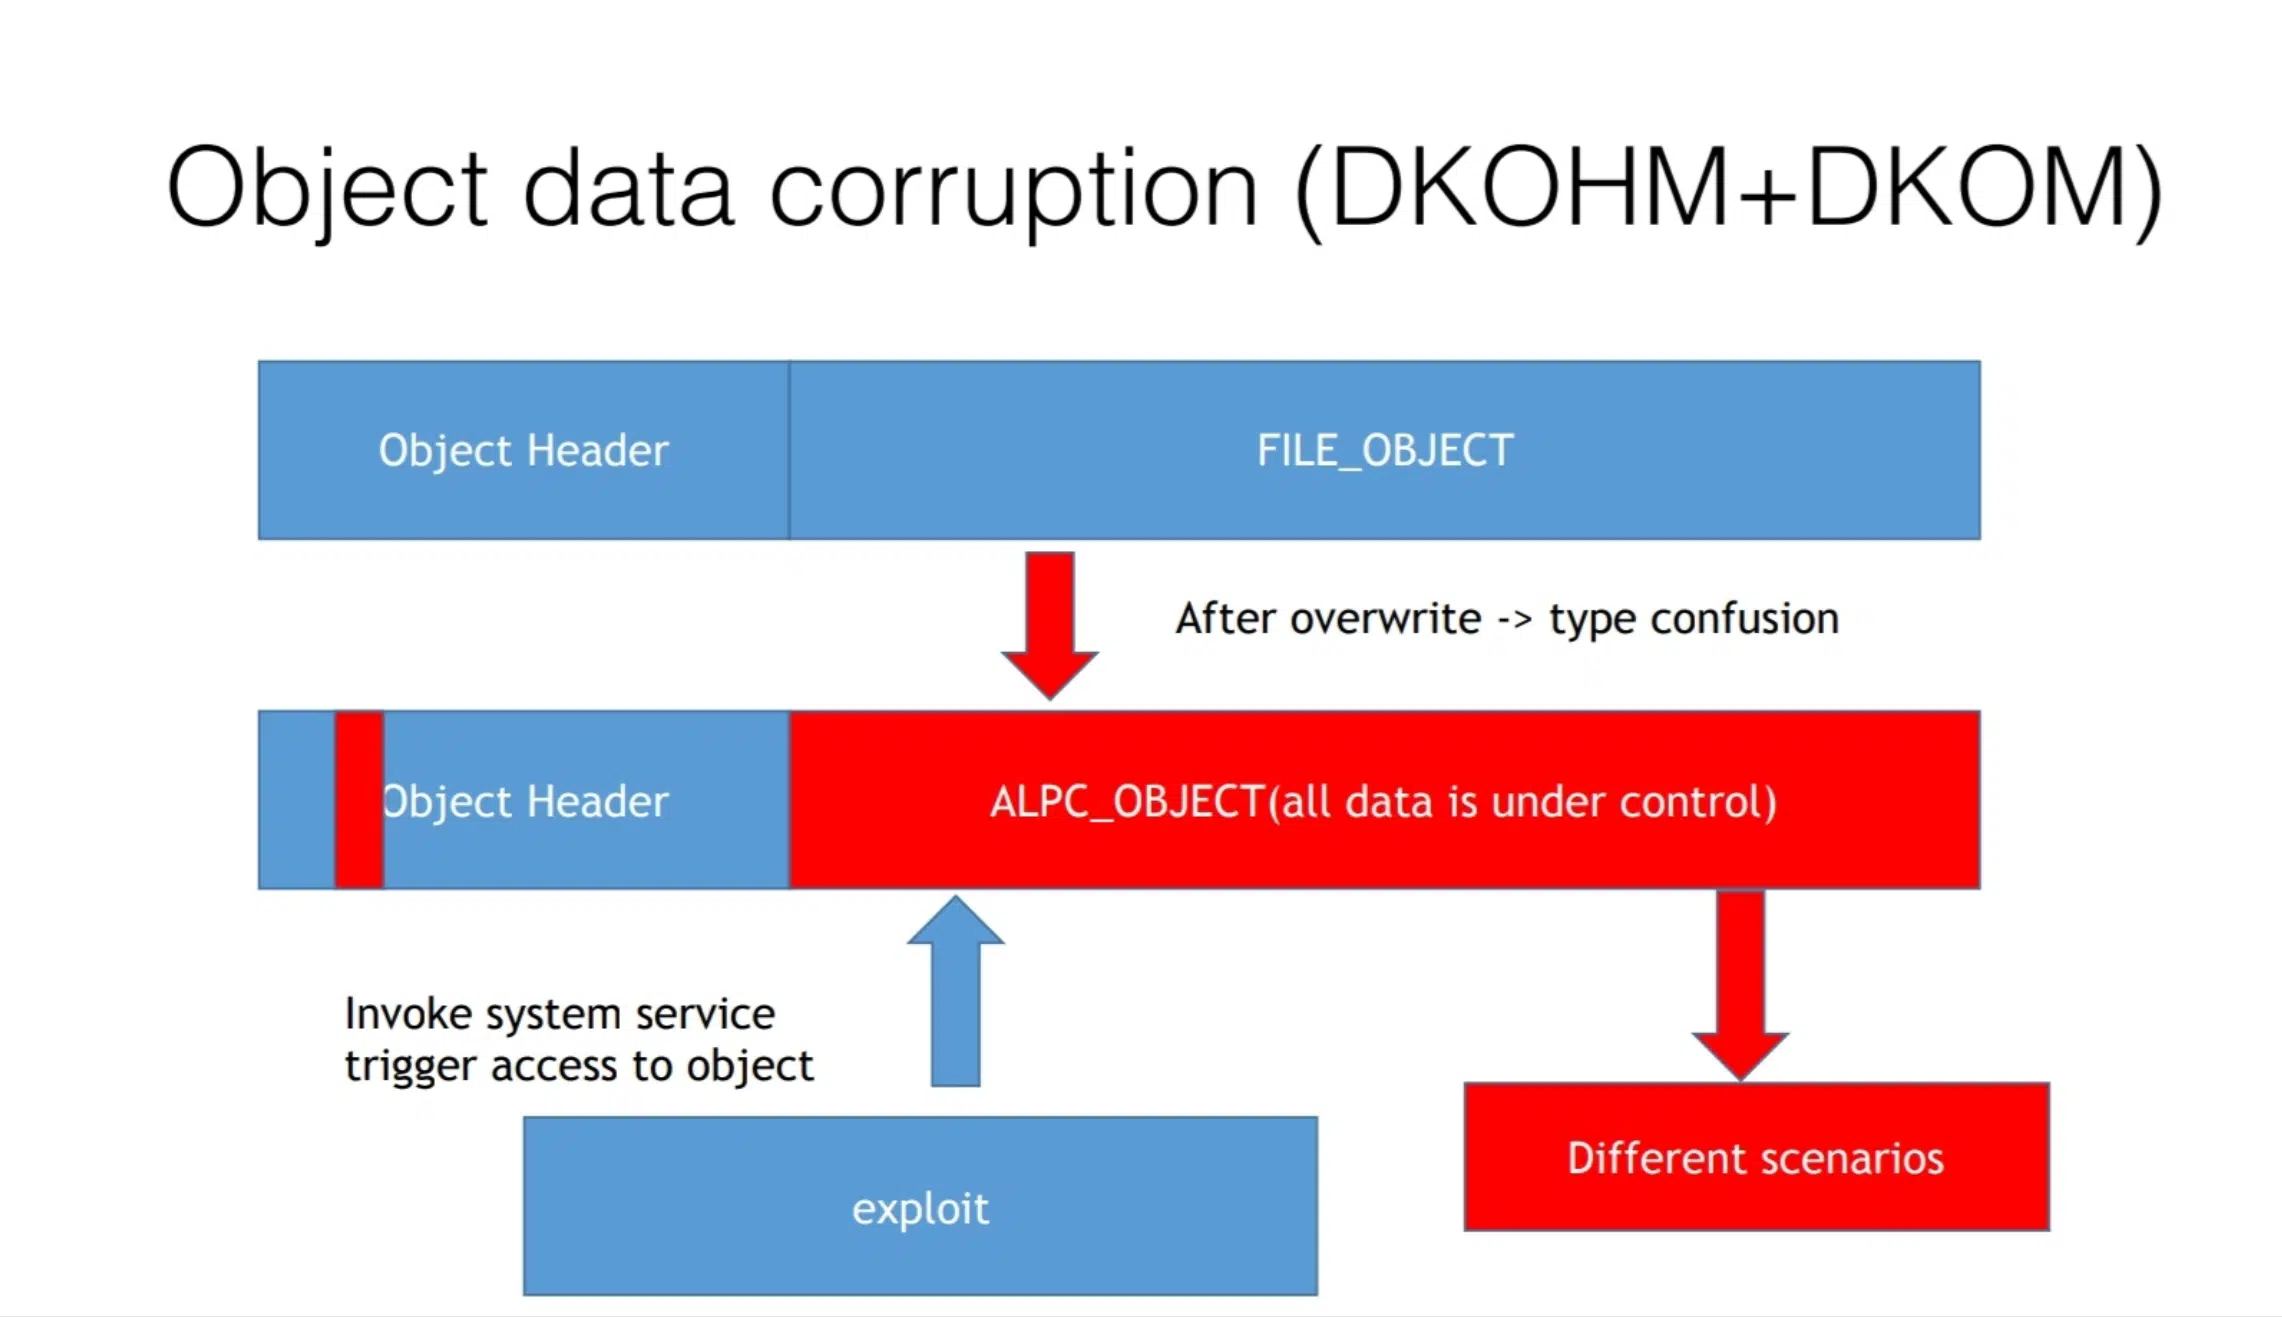 Object data corruption (DKOHM+DKOM)
Object Header
FILE_OBJECT
After overwrite -> type confusion
Object Header
ALPC_OBJECT(all data is under control)
Invoke system service
trigger access to object
exploit
Different scenarios